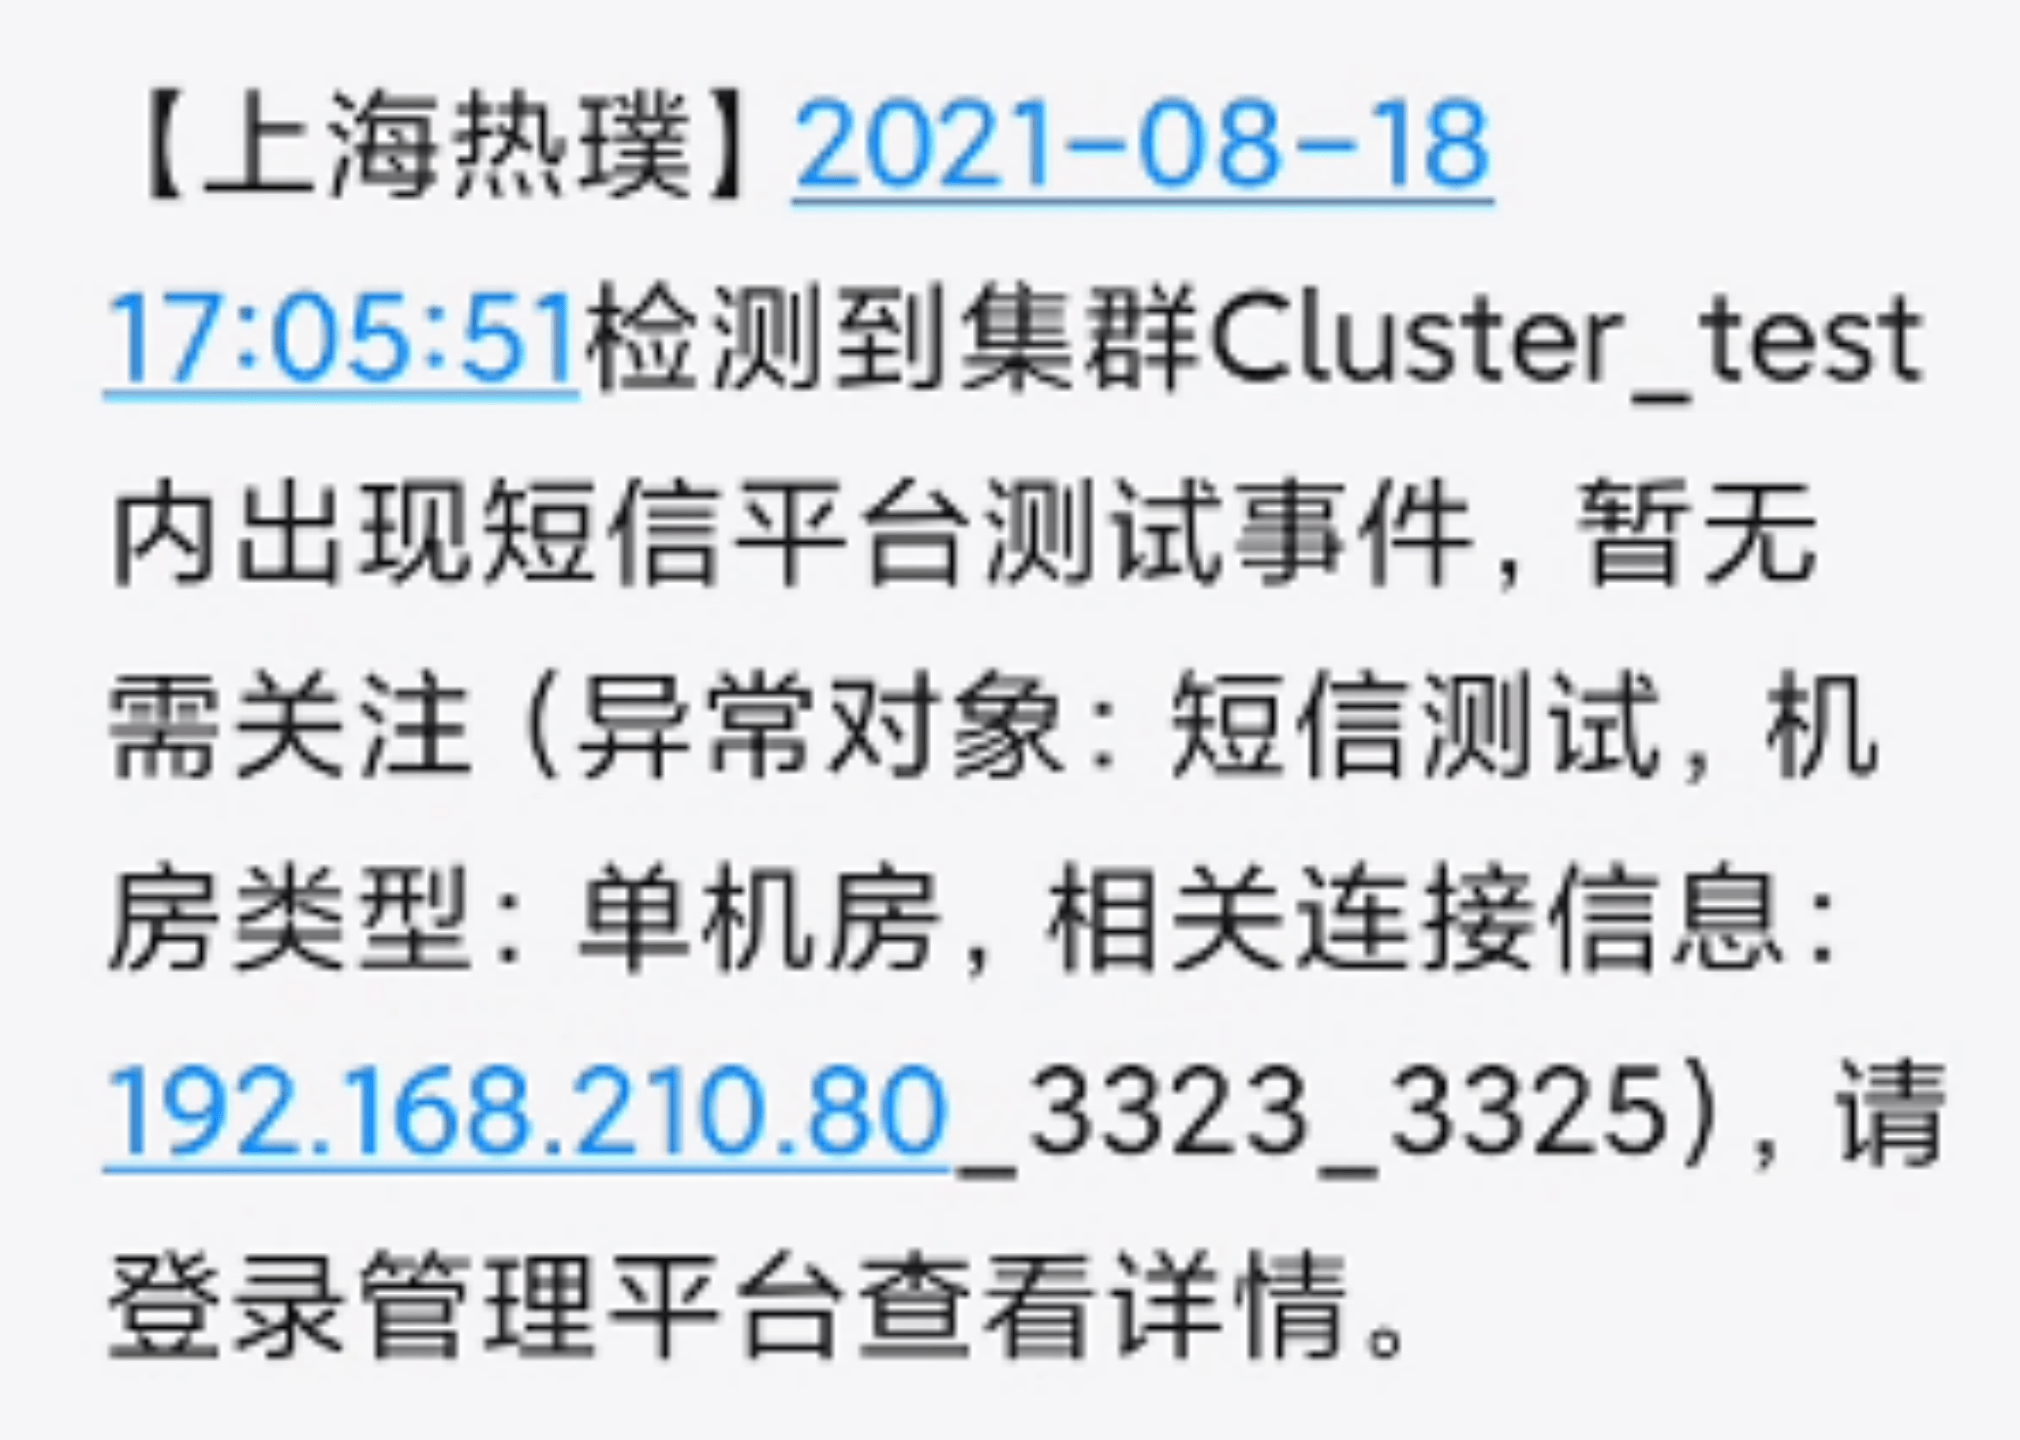 【上海热璞】2021-08-18
17:05:51检测到集群Cluster_test
内出现短信平台测试事件，暂无
需关注（异常对象：短信测试，机
房类型：单机房，相关连接信息：
192.168.210.80_3323_3325)，请
登录管理平台查看详情。